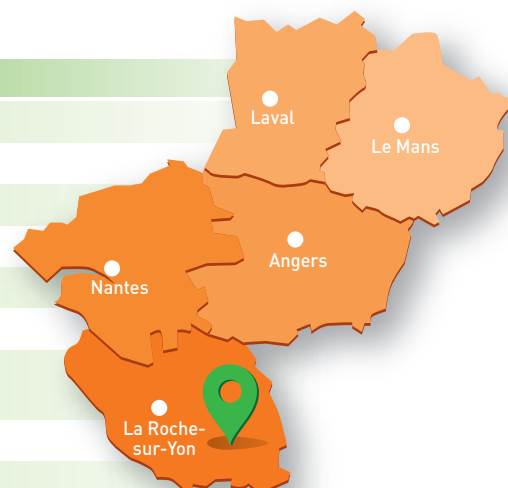 Laval
Le Mans
Angers
Nantes
La Roche-
sur-Yon